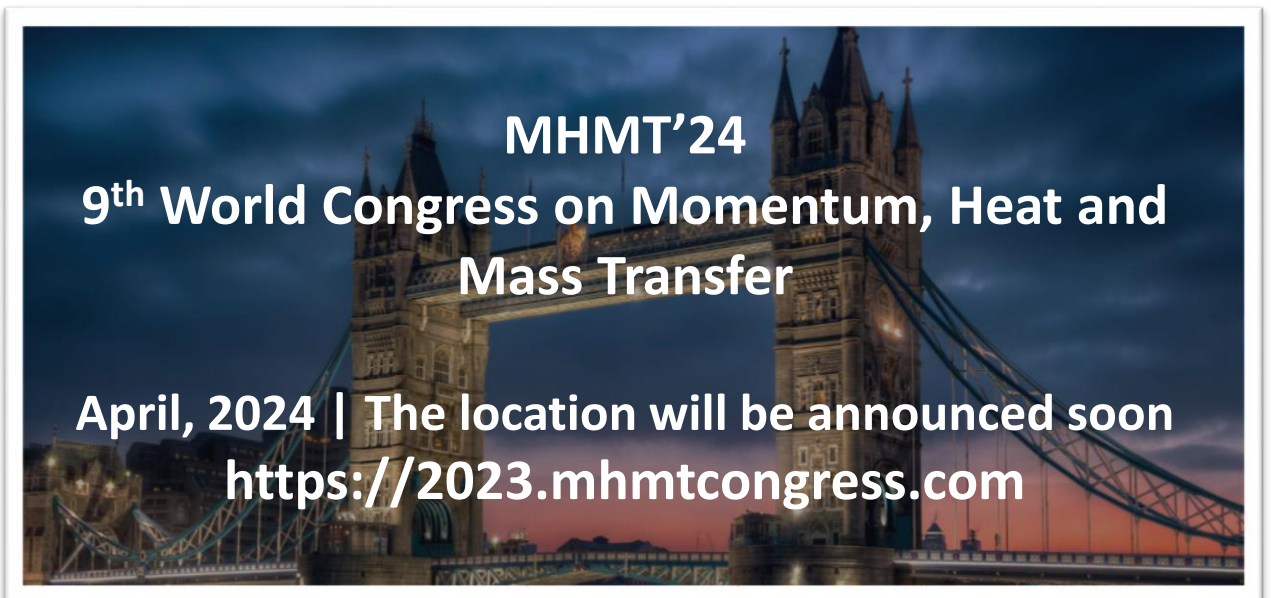 MHMT’24
9th World Congress on Momentum, Heat and
Mass Transfer
April, 2024 | The location will be announced soon
https://2023.mhmtcongress.com